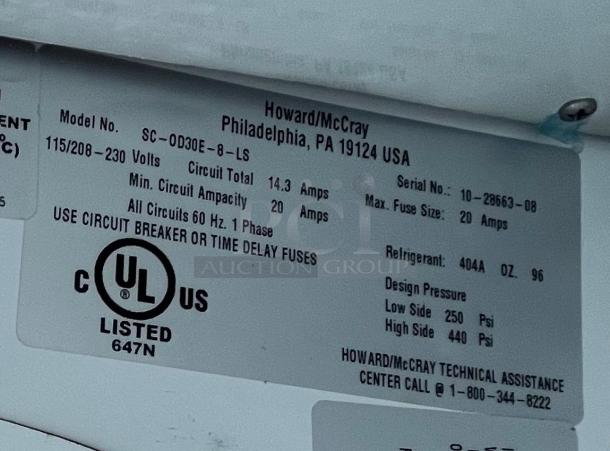 ENT
°C)
Howard/McCray
Philadelphia, PA 19124 USA
Model No. SC-OD30E-8-LS
Serial No.: 10-28663-08
115/208-230 Volts Circuit Total 14.3 Amps
Max. Fuse Size: 20 Amps
Min. Circuit Ampacity 20 Amps
All Circuits 60 Hz. 1 Phase
Refrigerant: 404A OZ. 96
USE CIRCUIT BREAKER OR TIME DELAY FUSES
Design Pressure
Low Side 250 Psi
High Side 440 Psi
C UL ® US
LISTED
647N
HOWARD/McCRAY TECHNICAL ASSISTANCE
CENTER CALL @ 1-800-344-8222
pci
AUCTION GROUP